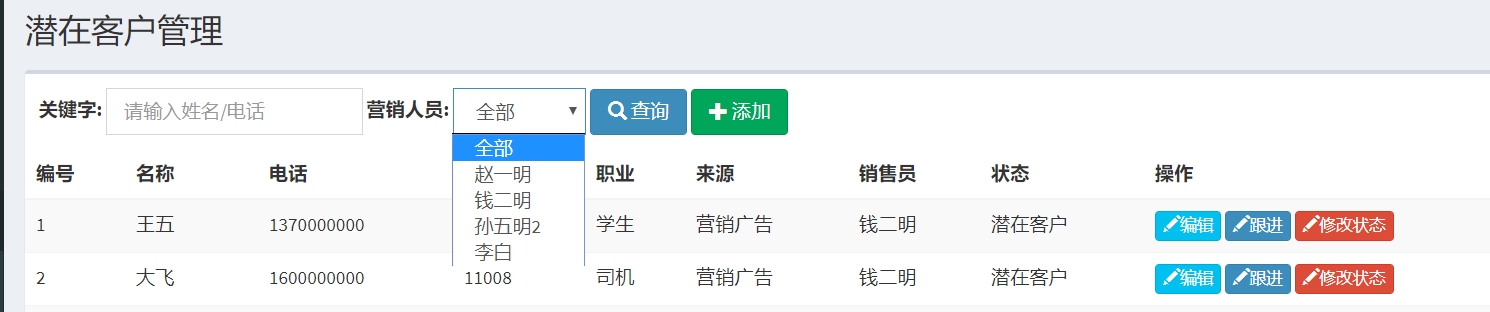 潜在客户管理
关键字: 请输入姓名/电话 营销人员: 全部 查询 添加
全部
赵一明
钱二明
孙五明2
李白
编号 名称 电话 职业 来源 销售员 状态 操作
1 王五 1370000000 学生 营销广告 钱二明 潜在客户 编辑 跟进 修改状态
2 大飞 1600000000 11008 司机 营销广告 钱二明 潜在客户 编辑 跟进 修改状态